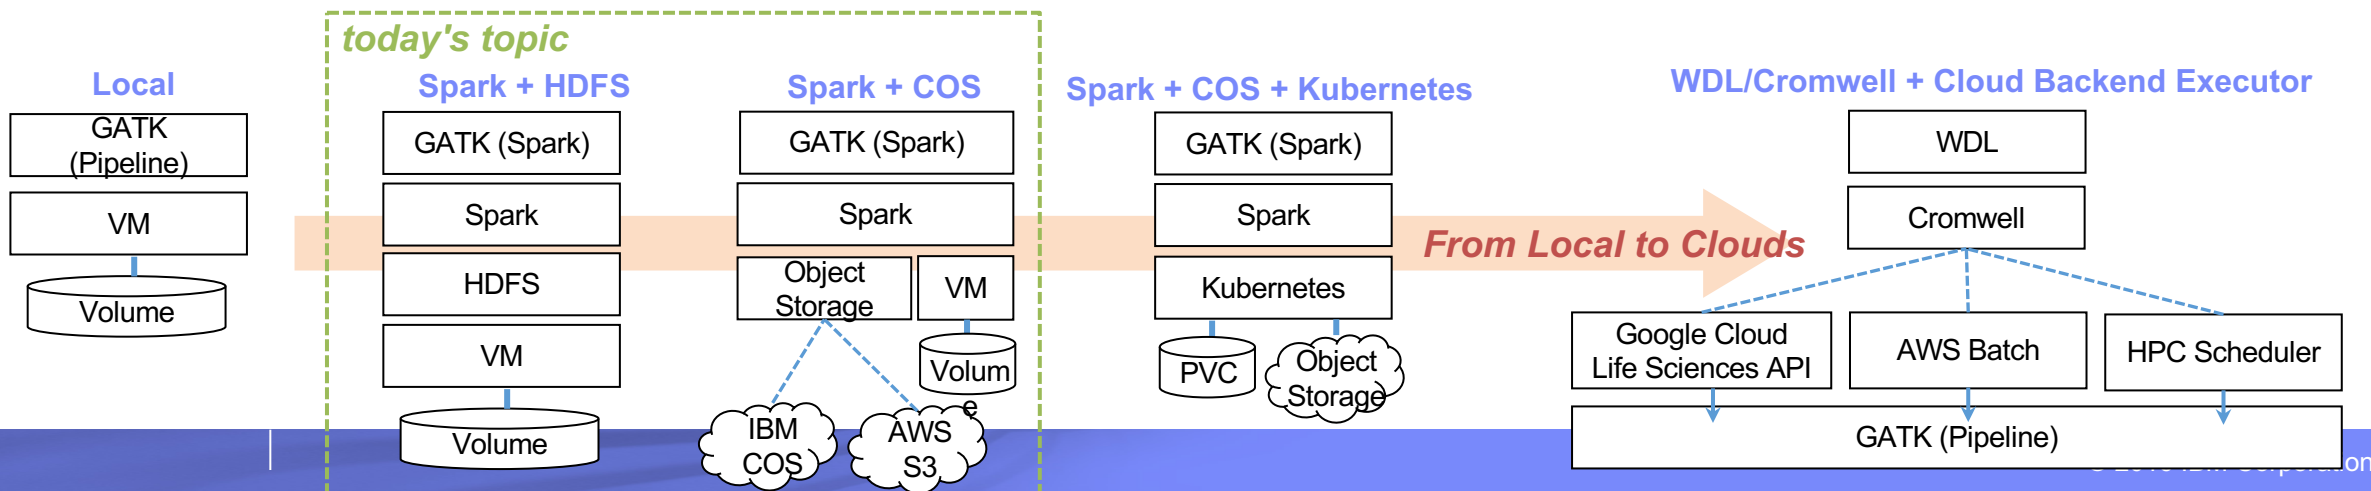 today's topic
Local
GATK
(Pipeline)
VM
Volume
Spark + HDFS
GATK (Spark)
Spark
HDFS
VM
Volume
Spark + COS
GATK (Spark)
Spark
Object
Storage
VM
Volum
e
IBM
COS
AWS
S3
Spark + COS + Kubernetes
GATK (Spark)
Spark
Kubernetes
PVC
Object
Storage
From Local to Clouds
WDL/Cromwell + Cloud Backend Executor
WDL
Cromwell
Google Cloud
Life Sciences API
AWS Batch
HPC Scheduler
GATK (Pipeline)